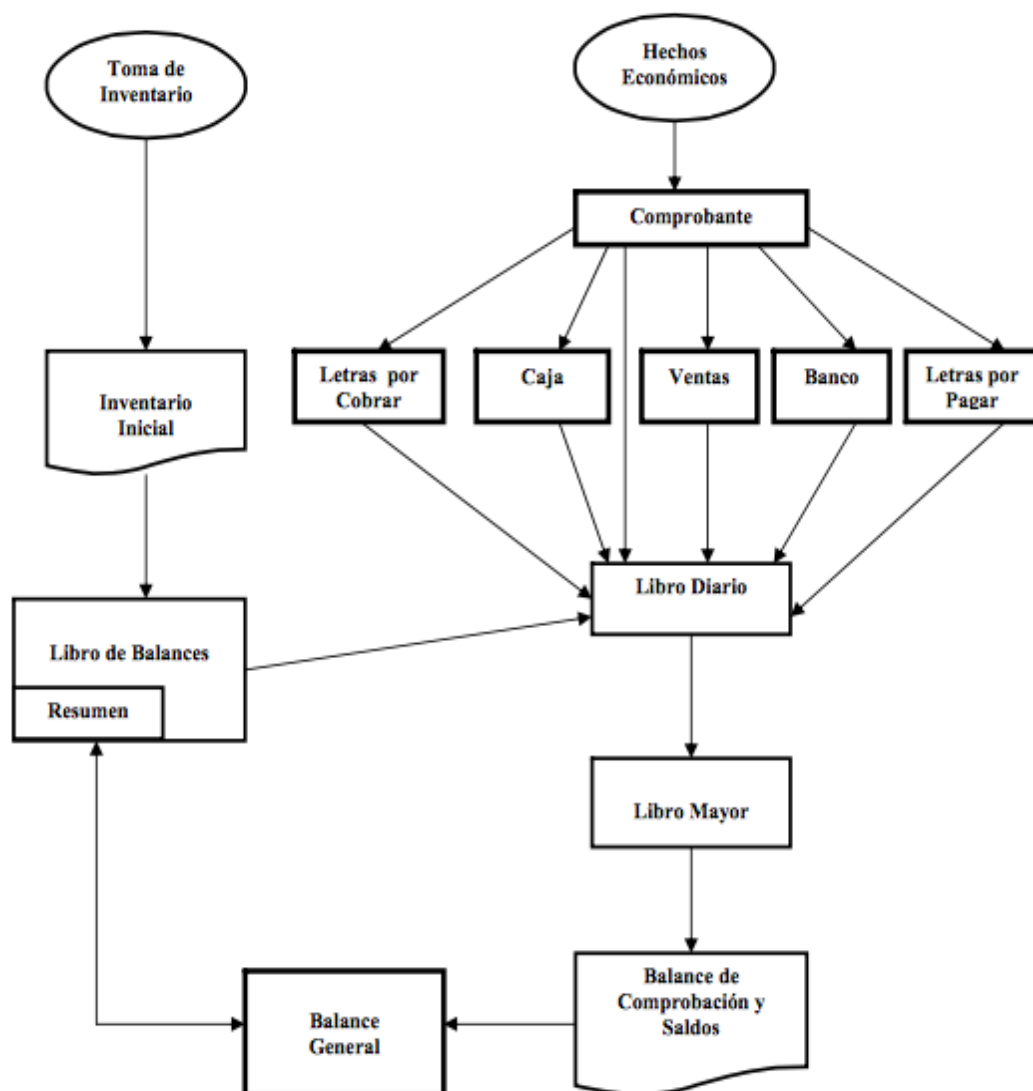 Toma de
Inventario
Hechos
Económicos
Comprobante
Letras por
Cobrar
Caja
Ventas
Banco
Letras por
Pagar
Inventario
Inicial
Libro Diario
Libro de Balances
Resumen
Libro Mayor
Balance de
Comprobación y
Saldos
Balance
General